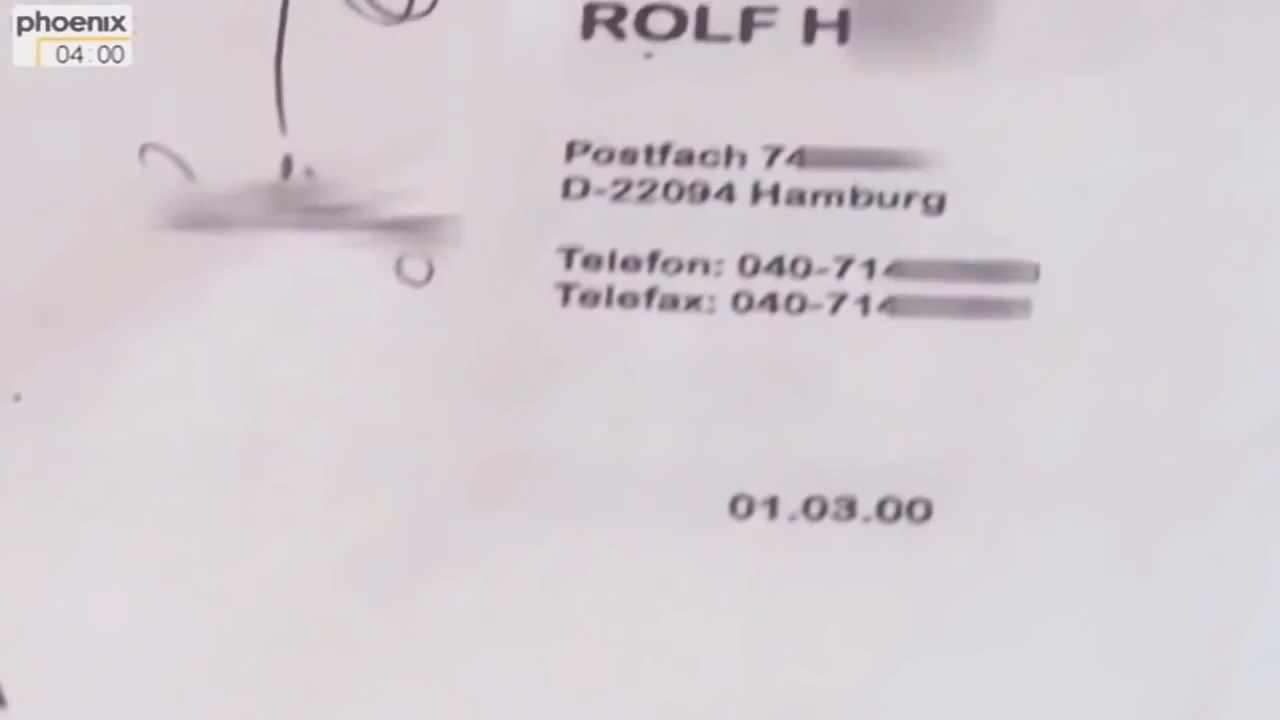 phoenix
04:00
ROLF H
Postfach 74
D-22094 Hamburg
Telefon: 040-714
Telefax: 040-714
01.03.00